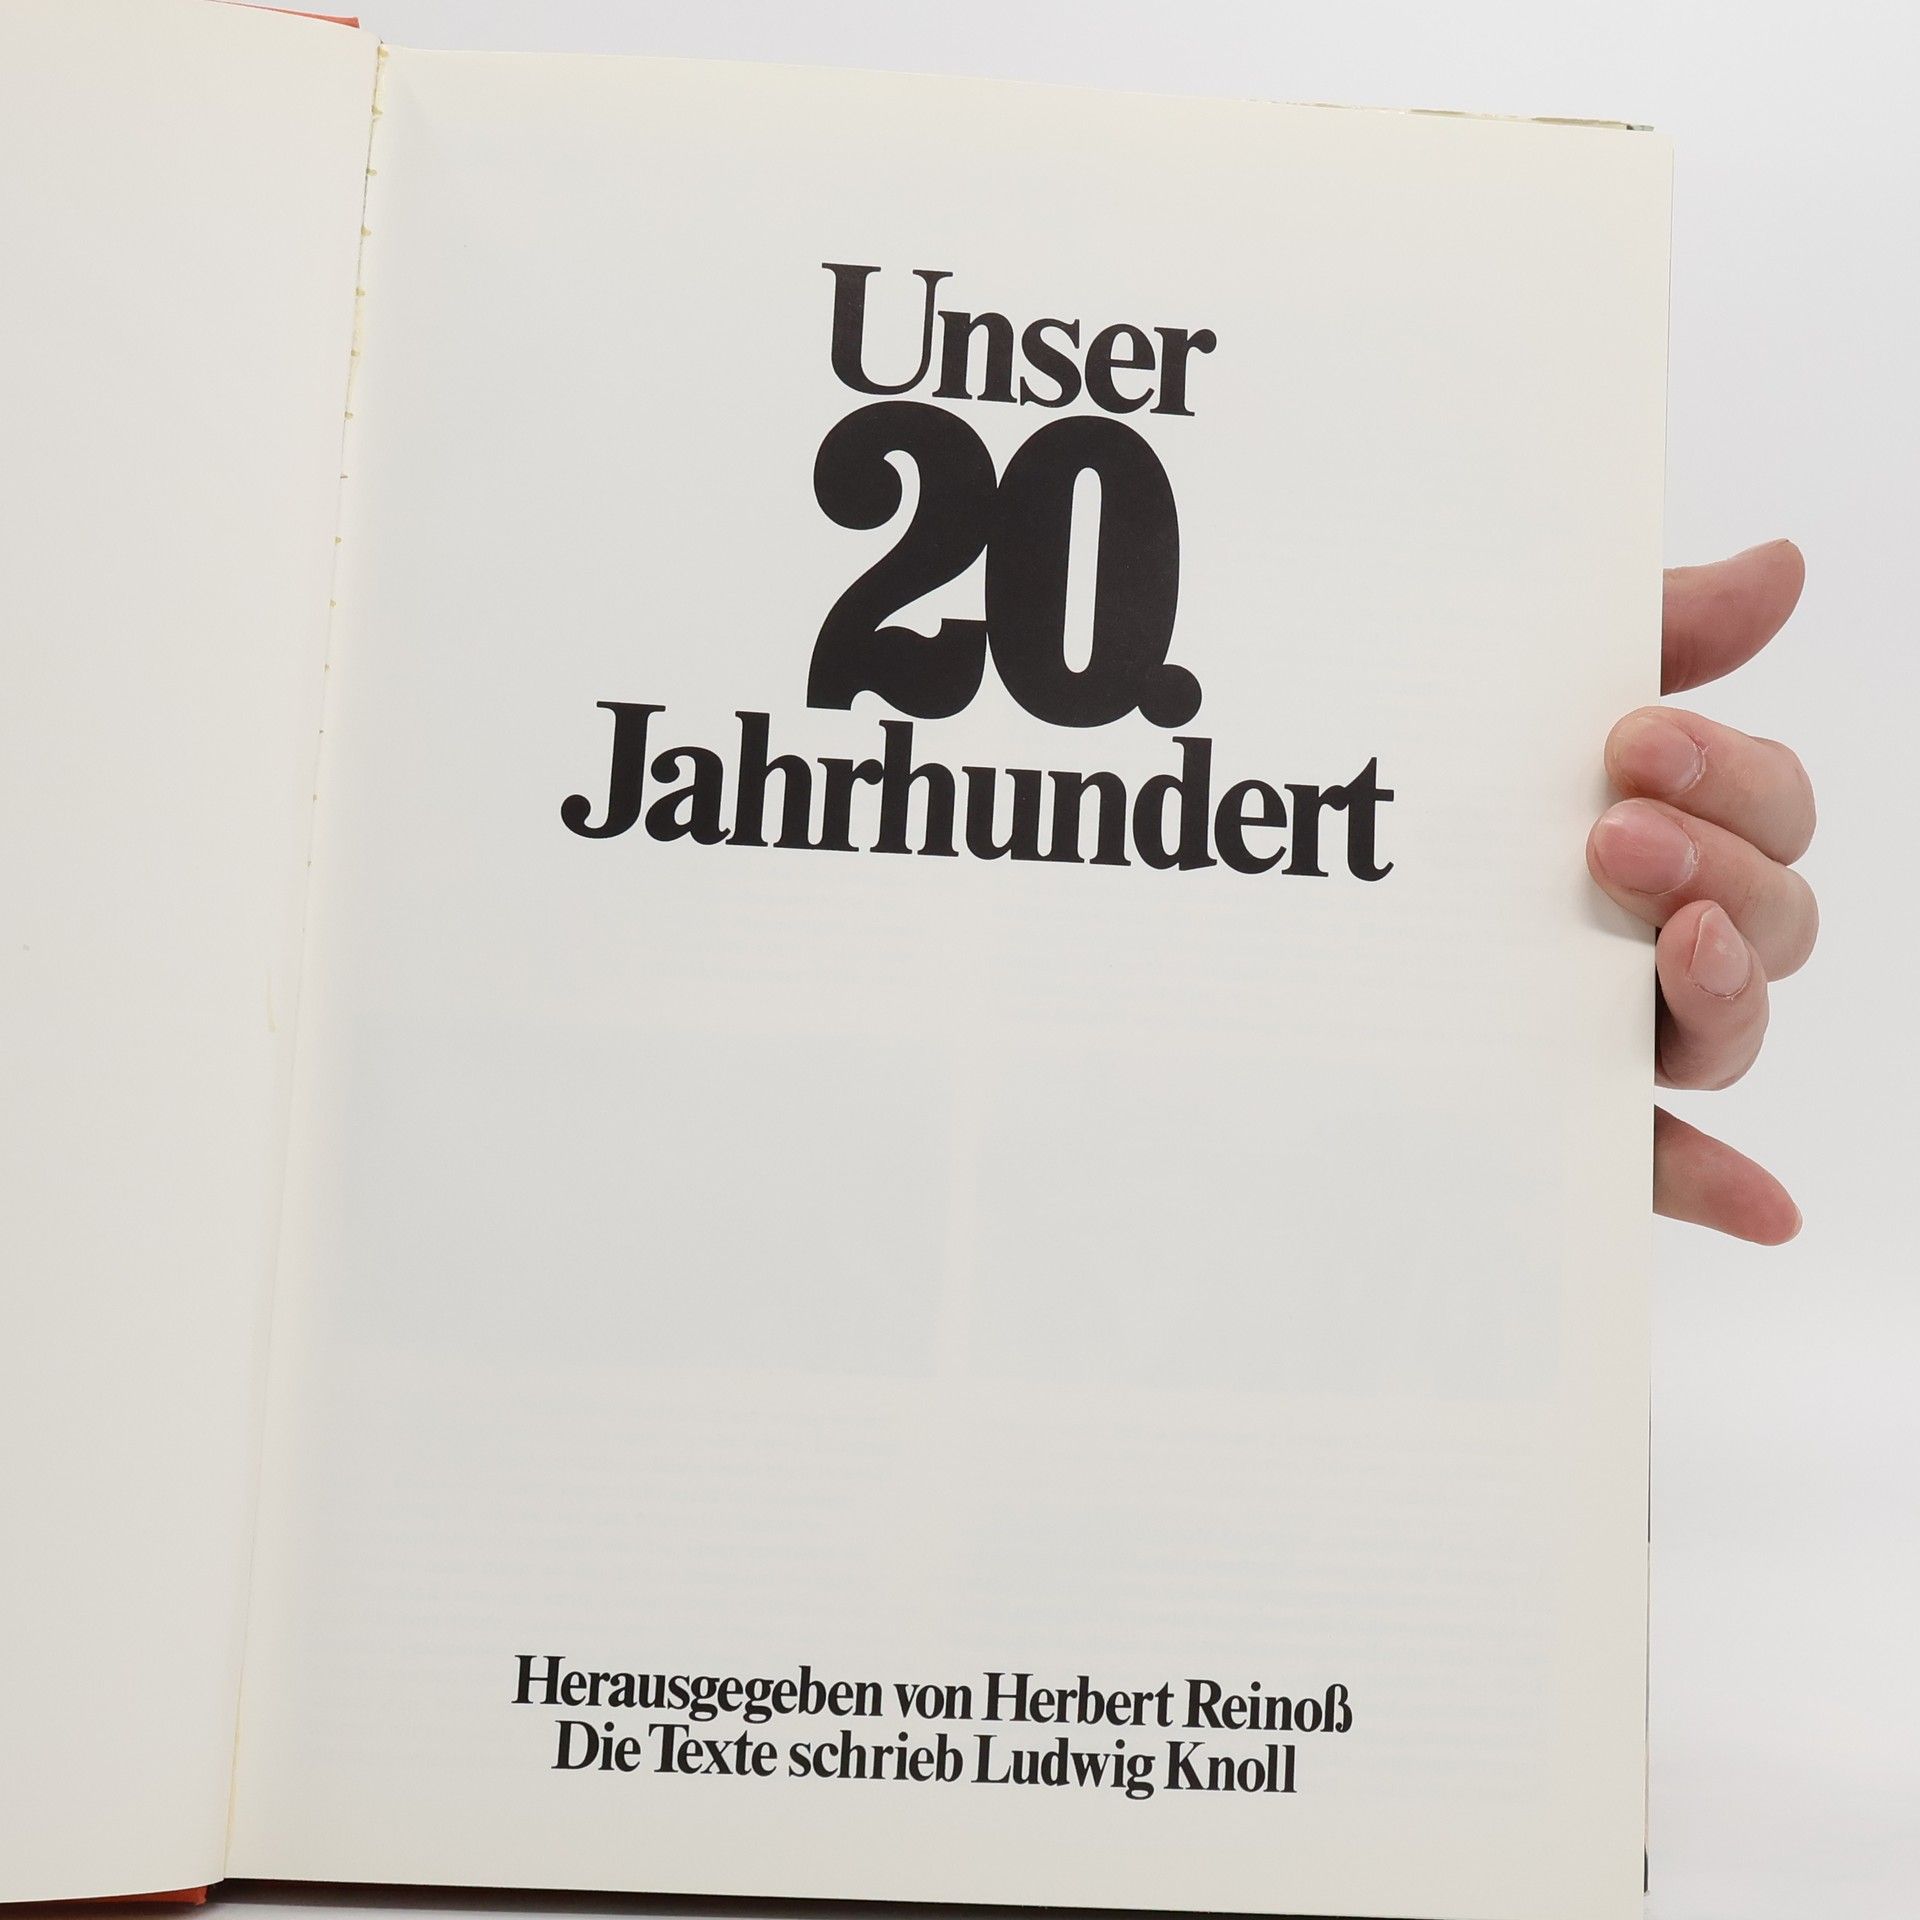 Unser
20.
Jahrhundert
Herausgegeben von Herbert Reinoß
Die Texte schrieb Ludwig Knoll